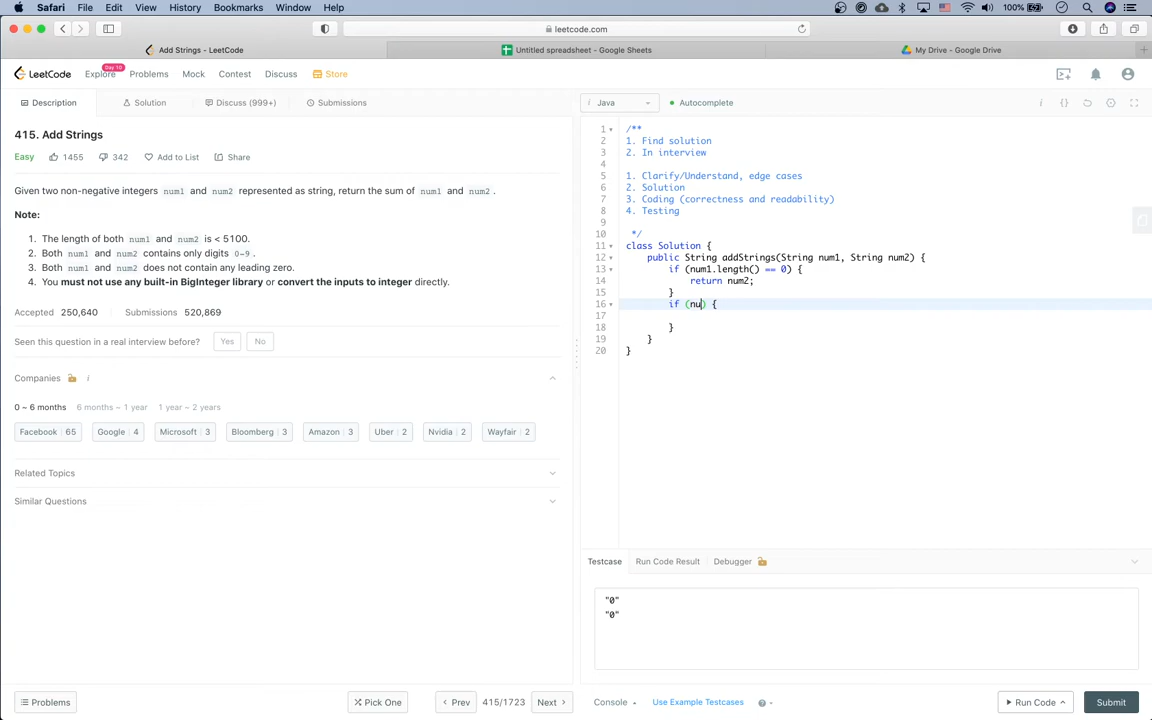 Safari File Edit View History Bookmarks Window Help 100%
leetcode.com
Add Strings - LeetCode
Untitled spreadsheet - Google Sheets
My Drive - Google Drive
LeetCode Explore Day 16 Problems Mock Contest Discuss Store
Description Solution Discuss (999+) Submissions
i Java Autocomplete
415. Add Strings
Easy 1455 342 Add to List Share
Given two non-negative integers num1 and num2 represented as string, return the sum of num1 and num2 .
Note:
1. The length of both num1 and num2 is < 5100.
2. Both num1 and num2 contains only digits 0-9 .
3. Both num1 and num2 does not contain any leading zero.
4. You must not use any built-in BigInteger library or convert the inputs to integer directly.
Accepted 250,640 Submissions 520,869
Seen this question in a real interview before? Yes No
Companies i
0 ~ 6 months 6 months ~ 1 year 1 year ~ 2 years
Facebook 65 Google 4 Microsoft 3 Bloomberg 3 Amazon 3 Uber 2 Nvidia 2 Wayfair 2
Related Topics
Similar Questions
Problems Pick One Prev 415/1723 Next
1 /**
2 1. Find solution
3 2. In interview
4
5 1. Clarify/Understand, edge cases
6 2. Solution
7 3. Coding (correctness and readability)
8 4. Testing
9
10 */
11 class Solution {
12 public String addStrings(String num1, String num2) {
13 if (num1.length() == 0) {
14 return num2;
15 }
16 if (nu) {
17
18 }
19 }
20 }
Testcase Run Code Result Debugger
"0"
"0"
Console Use Example Testcases ? Run Code Submit